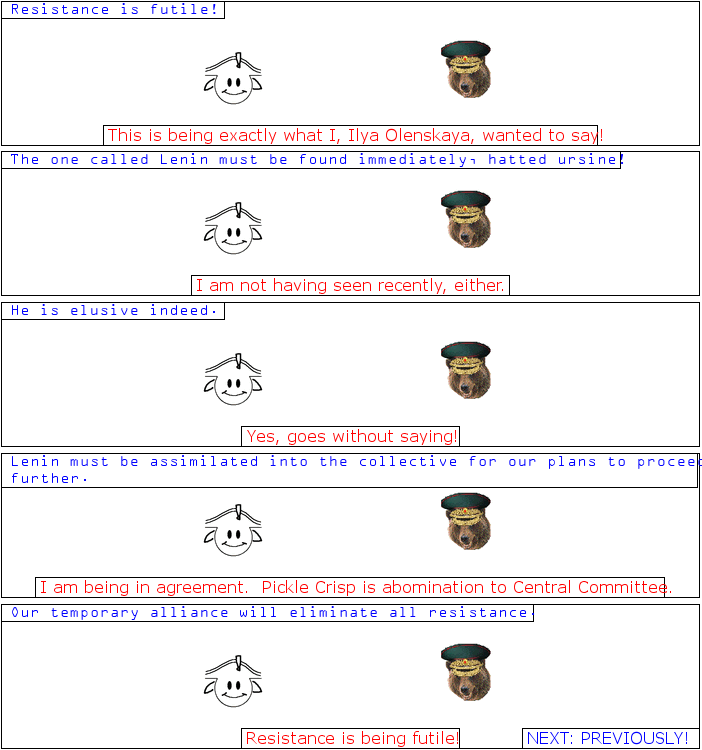 Resistance is futile!
This is being exactly what I, Ilya Olenskaya, wanted to say!
The one called Lenin must be found immediately, hatted ursine!
I am not having seen recently, either.
He is elusive indeed.
Yes, goes without saying!
Lenin must be assimilated into the collective for our plans to proceed
further.
I am being in agreement.  Pickle Crisp is abomination to Central Committee.
Our temporary alliance will eliminate all resistance.
Resistance is being futile!
NEXT: PREVIOUSLY!